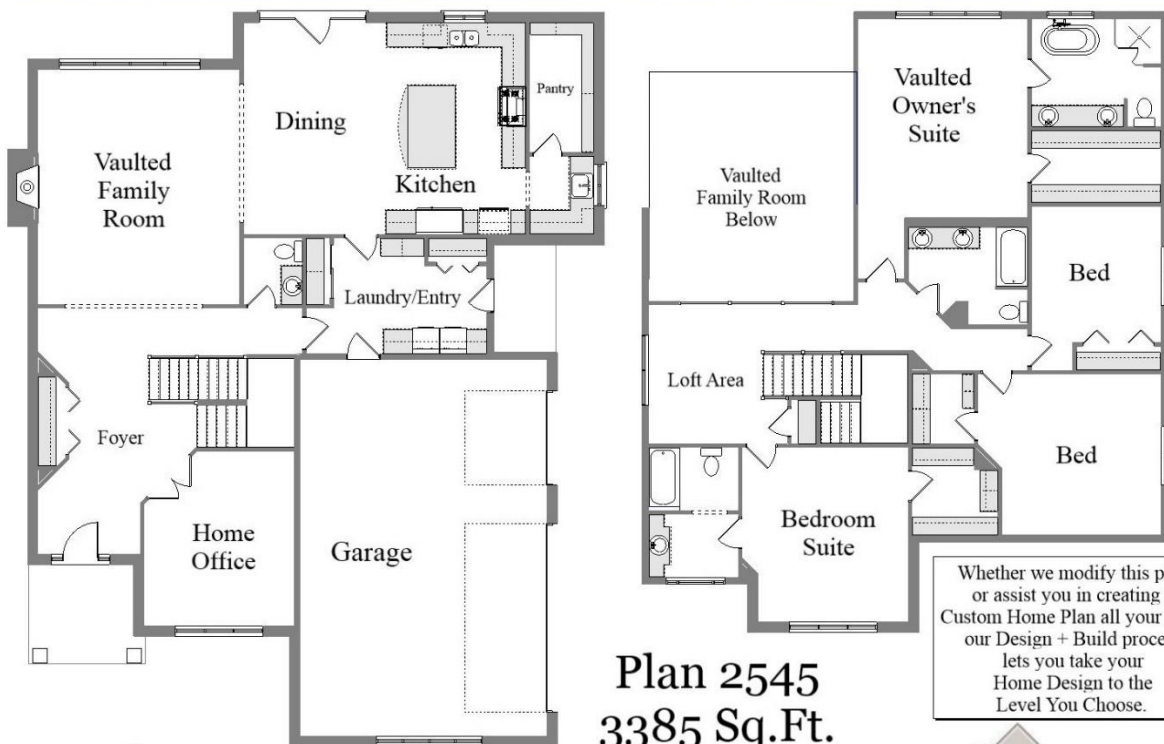 Vaulted
Family
Room
Dining
Kitchen
Pantry
Laundry/Entry
Foyer
Home
Office
Garage
Vaulted
Owner's
Suite
Vaulted
Family Room
Below
Bed
Loft Area
Bed
Bedroom
Suite
Plan 2545
3385 Sq.Ft.
Whether we modify this
or assist you in creating
Custom Home Plan all your
our Design + Build
lets you take your
Home Design to the
Level You Choose.